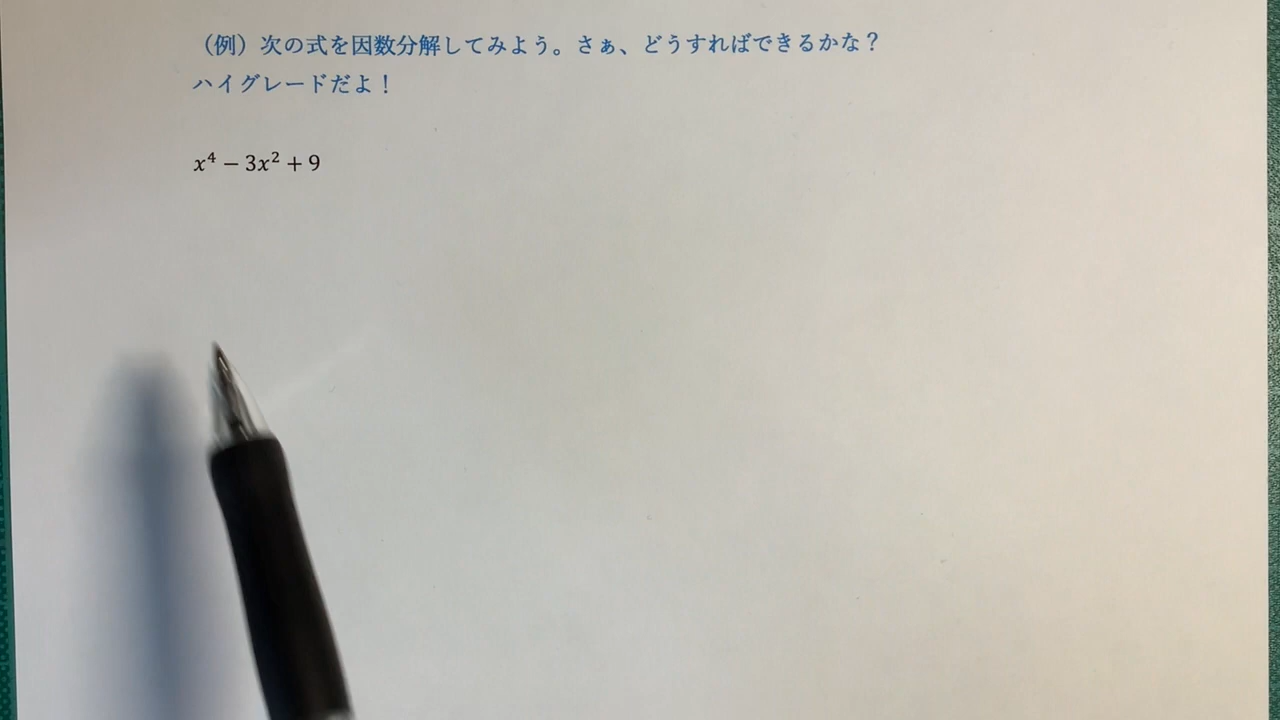 （例）次の式を因数分解してみよう。さぁ、どうすればできるかな？
ハイグレードだよ！
x⁴ − 3x² + 9